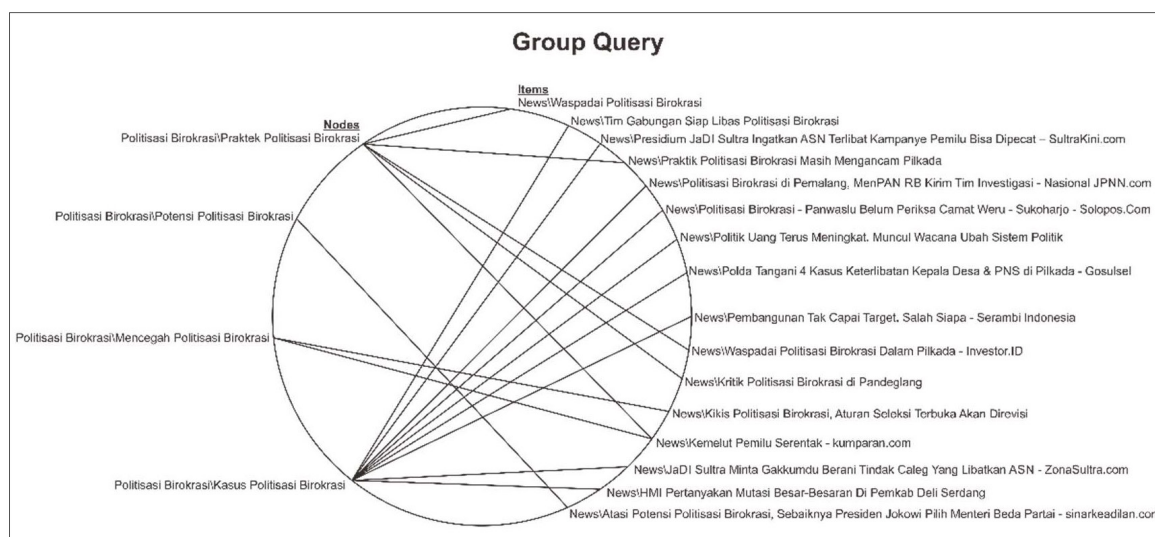 Group Query
Items
News\Waspadai Politisasi Birokrasi
News\Tim Gabungan Siap Libas Politisasi Birokrasi
Nodes
Politisasi Birokrasi\Praktek Politisasi Birokrasi
News\Presidium JaDI Sultra Ingatkan ASN Terlibat Kampanye Pemilu Bisa Dipecat – SultraKini.com
News\Praktik Politisasi Birokrasi Masih Mengancam Pilkada
News\Politisasi Birokrasi di Pemalang, MenPAN RB Kirim Tim Investigasi - Nasional JPNN.com
Politisasi Birokrasi\Potensi Politisasi Birokrasi
News\Politisasi Birokrasi - Panwaslu Belum Periksa Camat Weru - Sukoharjo - Solopos.Com
News\Politik Uang Terus Meningkat. Muncul Wacana Ubah Sistem Politik
News\Polda Tangani 4 Kasus Keterlibatan Kepala Desa & PNS di Pilkada - Gosulsel
News\Pembangunan Tak Capai Target. Salah Siapa - Serambi Indonesia
Politisasi Birokrasi\Mencegah Politisasi Birokrasi
News\Waspadai Politisasi Birokrasi Dalam Pilkada - Investor.ID
News\Kritik Politisasi Birokrasi di Pandeglang
News\Kikis Politisasi Birokrasi, Aturan Seleksi Terbuka Akan Direvisi
News\Kemelut Pemilu Serentak - kumparan.com
News\JaDI Sultra Minta Gakkumdu Berani Tindak Caleg Yang Libatkan ASN - ZonaSultra.com
Politisasi Birokrasi\Kasus Politisasi Birokrasi
News\HMI Pertanyakan Mutasi Besar-Besaran Di Pemkab Deli Serdang
News\Atasi Potensi Politisasi Birokrasi, Sebaiknya Presiden Jokowi Pilih Menteri Beda Partai - sinarkeadilan.com